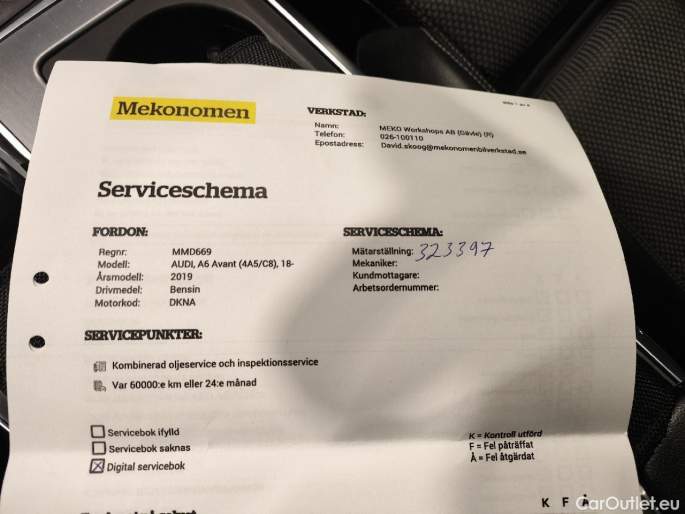 Mekonomen
VERKSTAD:
Namn: MEKO Workshops AB (Gävle) (R)
Telefon: 026-100110
Epostadress: David.skoog@mekonomenbilverkstad.se
Serviceschema
FORDON:
Regnr: MMD669
Modell: AUDI, A6 Avant (4A5/C8), 18-
Årsmodell: 2019
Drivmedel: Bensin
Motorkod: DKNA
SERVICESCHEMA:
Mätarställning: 323397
Mekaniker:
Kundmottagare:
Arbetsordernummer:
SERVICEPUNKTER:
Kombinerad oljeservice och inspektionsservice
Var 60000:e km eller 24:e månad
Servicebok ifylld
Servicebok saknas
Digital servicebok
K = Kontroll utförd
F = Fel påträffat
Å = Fel åtgärdat
K F Å
CarOutlet.eu